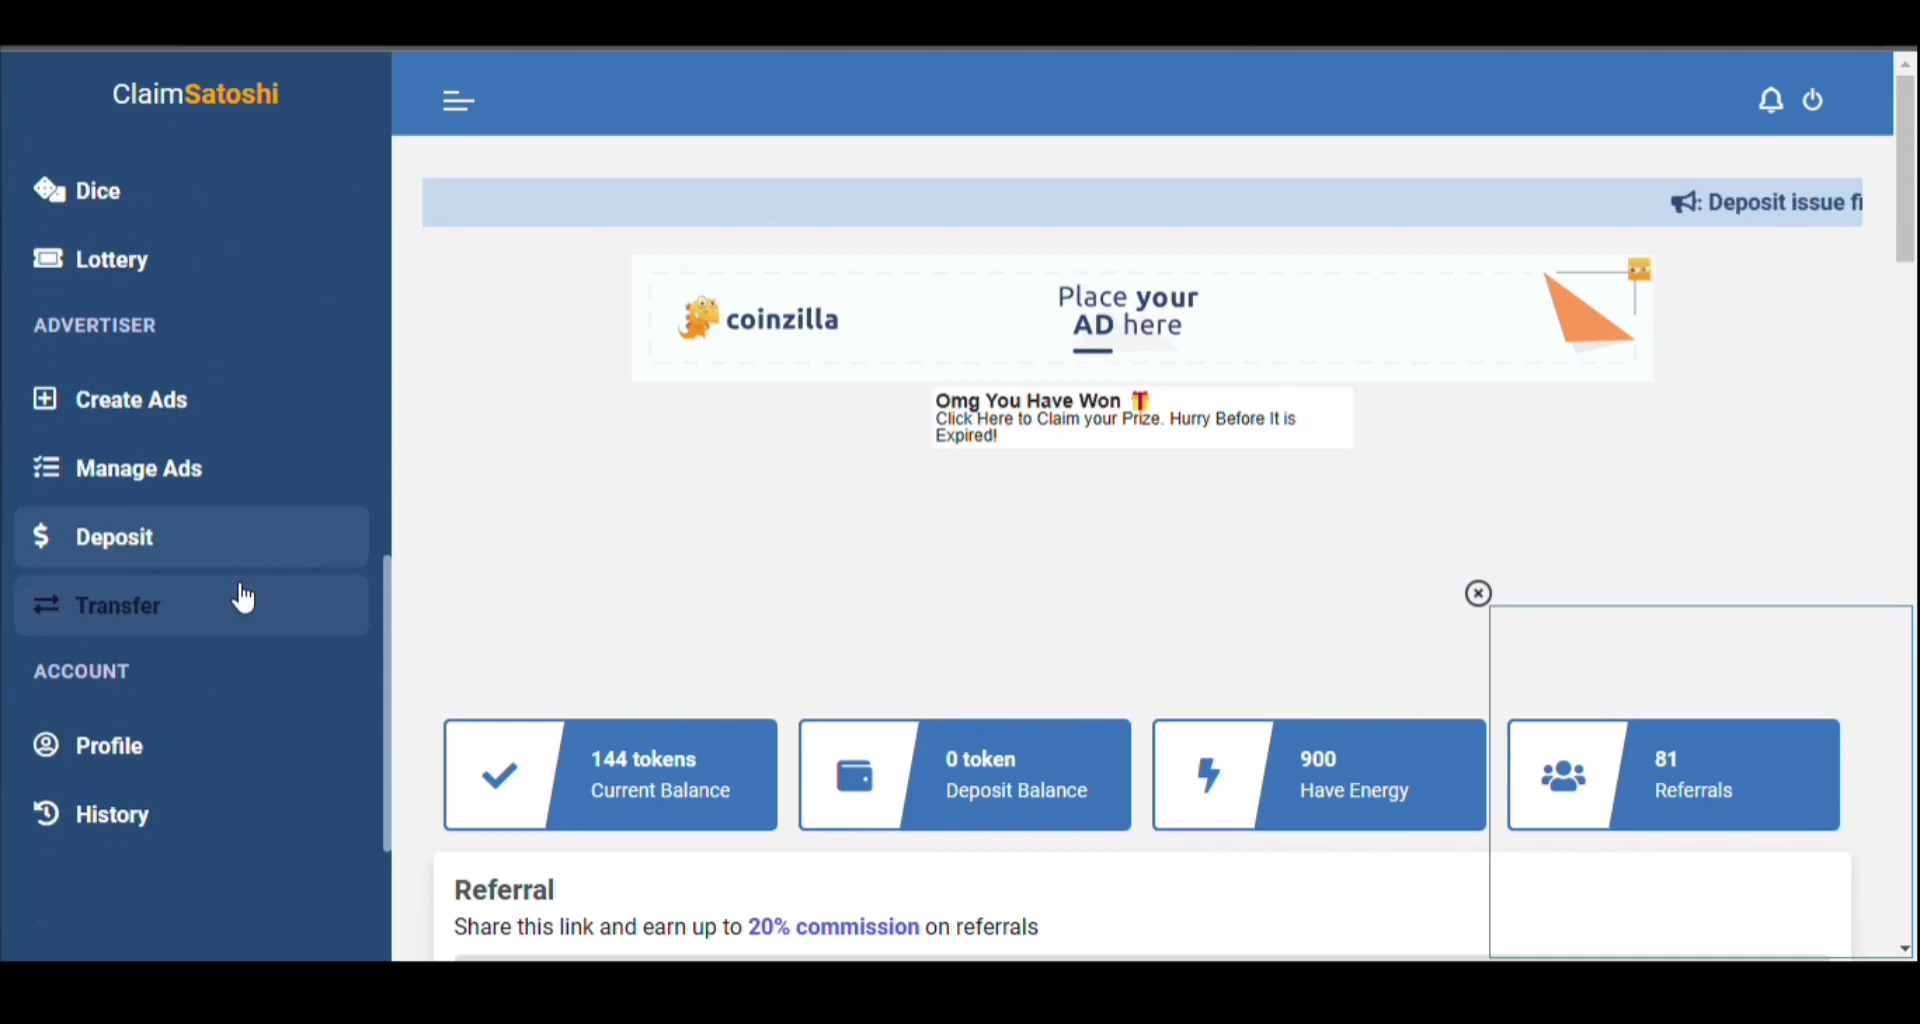 ClaimSatoshi
Dice
Lottery
ADVERTISER
Create Ads
Manage Ads
Deposit
Transfer
ACCOUNT
Profile
History
: Deposit issue fi
coinzilla
Place your
AD here
Omg You Have Won
Click Here to Claim your Prize. Hurry Before It is
Expired!
144 tokens
Current Balance
0 token
Deposit Balance
900
Have Energy
81
Referrals
Referral
Share this link and earn up to 20% commission on referrals